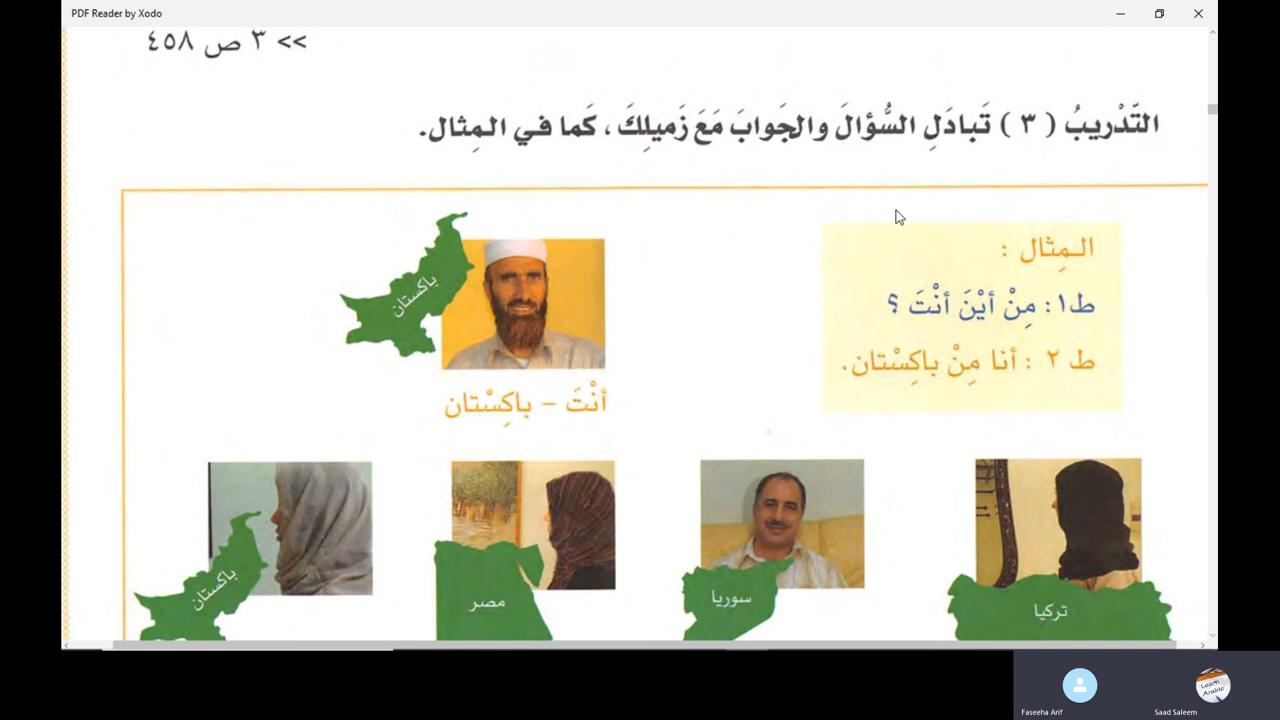 PDF Reader by Xodo
>> ٣ ص ٤٥٨
التَّدْريبُ ( ٣ ) تَبادَلِ السُّؤالَ والجَوابَ مَعَ زَميلِكَ ، كَما في المِثال.
المِثال :
ط١: مِنْ أيْنَ أنْتَ ؟
ط ٢ : أنا مِنْ باكِسْتان.
باكستان
أنْتَ – باكِسْتان
تركيا
سوريا
مصر
باكستان
Learn Arabic
Faseeha Arif
Saad Saleem